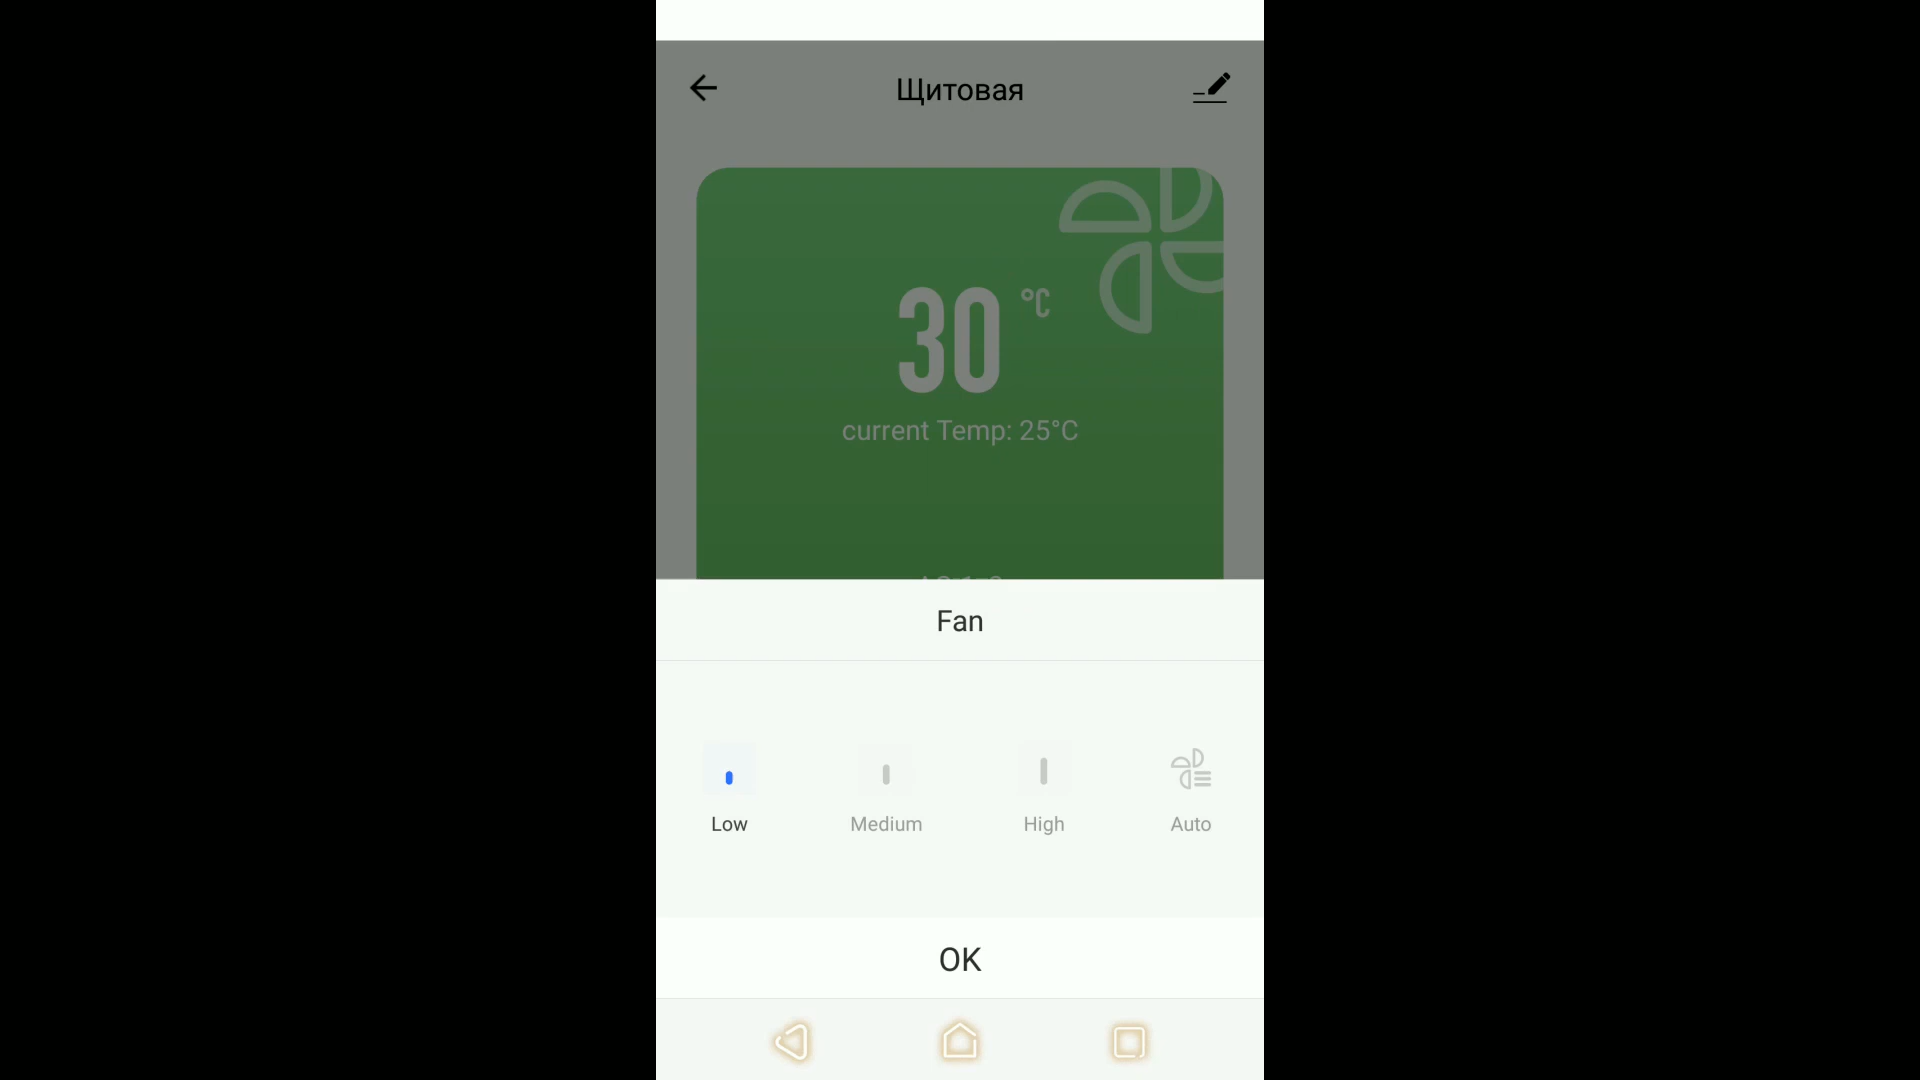 Щитовая
30 °C
current Temp: 25°C
Fan
Low Medium High Auto
OK